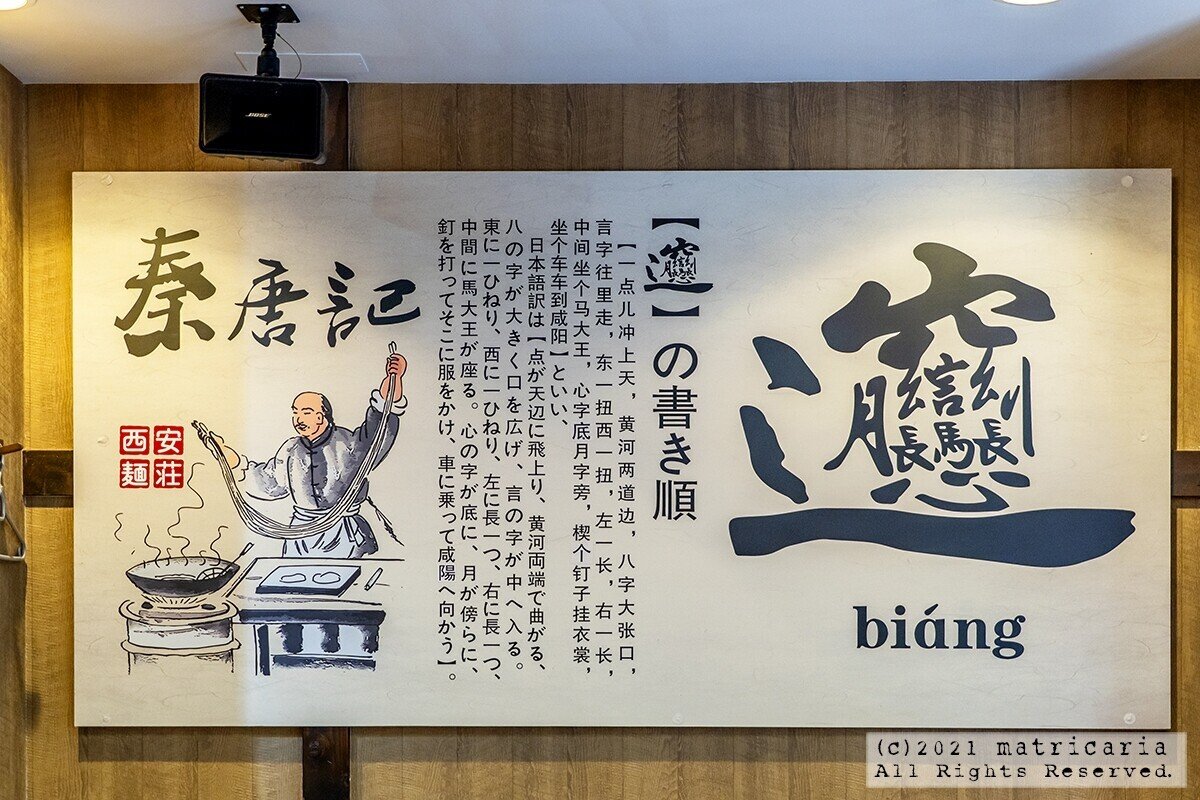 𰻞
biáng
【𰻞】の書き順
【一点儿冲上天，黄河两道边，八字大张口，
言字往里走，东一扭西一扭，左一长，右一长，
中间坐个马大王，心字底月字旁，楔个钉子挂衣裳，
坐个车车到咸阳】といい、
日本語訳は【点が天辺に飛上り、黄河両端で曲がる、
八の字が大きく口を広げ、言の字が中へ入る。
東に一ひねり、西に一ひねり、左に長一つ、右に長一つ、
中間に馬大王が座る。心の字が底に、月が傍らに、
釘を打ってそこに服をかけ、車に乗って咸陽へ向かう】。
秦唐記
西安
麺荘
BOSE
(c)2021 matricaria
All Rights Reserved.